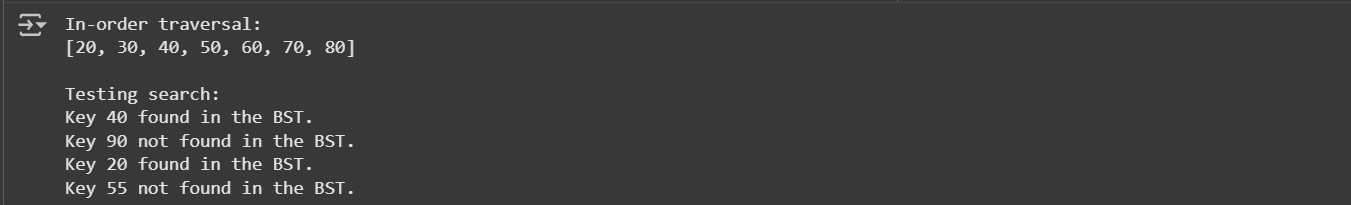 In-order traversal:
[20, 30, 40, 50, 60, 70, 80]

Testing search:
Key 40 found in the BST.
Key 90 not found in the BST.
Key 20 found in the BST.
Key 55 not found in the BST.